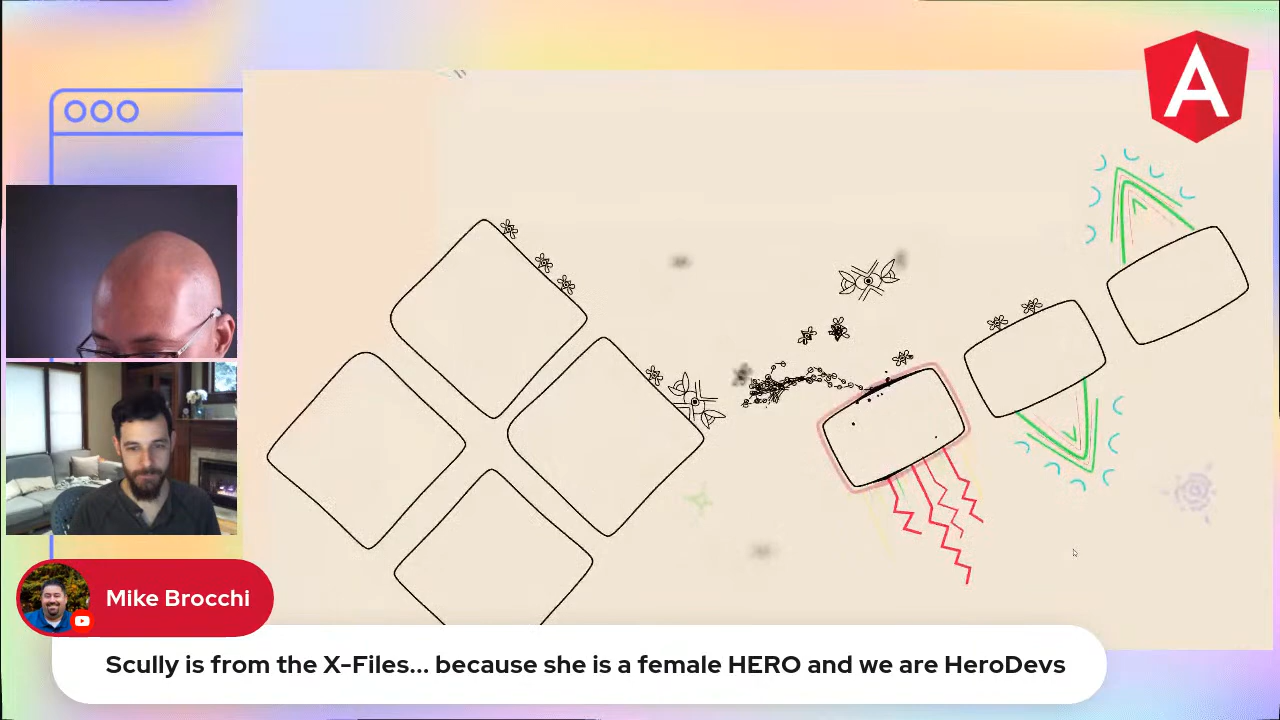 A
Mike Brocchi
Scully is from the X-Files... because she is a female HERO and we are HeroDevs